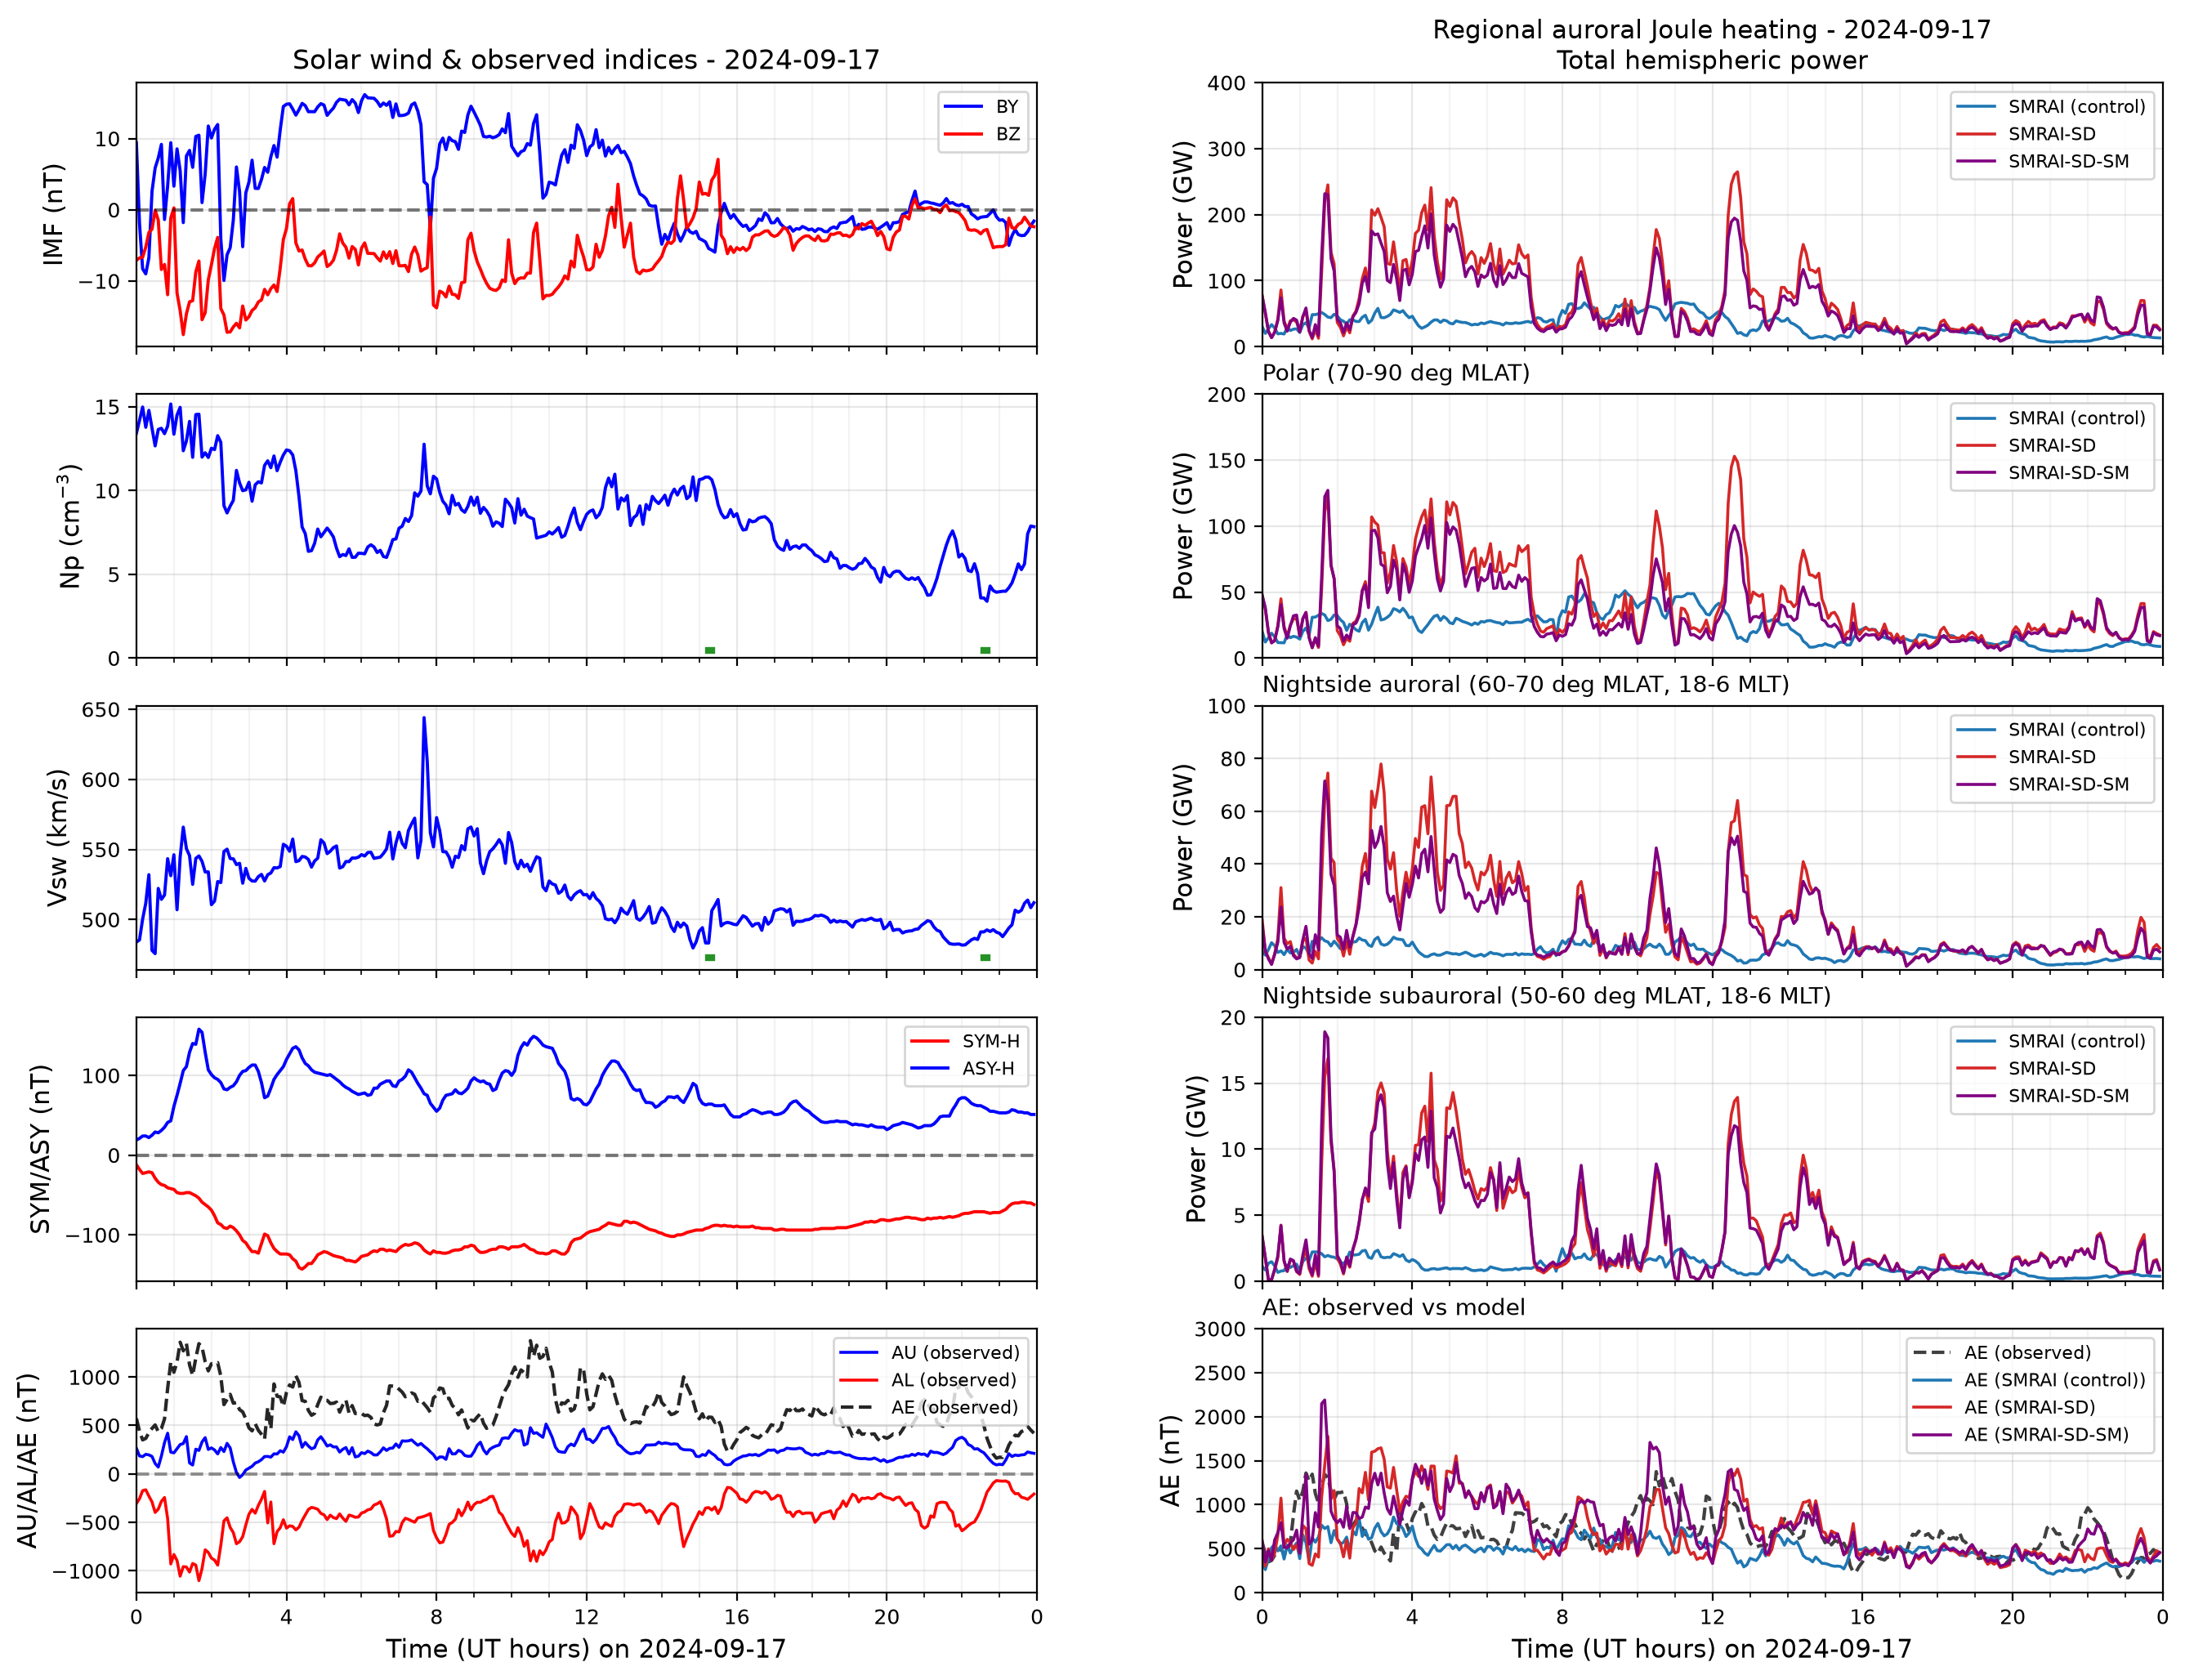 Solar wind & observed indices - 2024-09-17
IMF (nT)
10
0
−10
BY
BZ
Np (cm⁻³)
15
10
5
0
Vsw (km/s)
650
600
550
500
SYM/ASY (nT)
100
0
−100
SYM-H
ASY-H
AU/AL/AE (nT)
1000
500
0
−500
−1000
AU (observed)
AL (observed)
AE (observed)
0 4 8 12 16 20 0
Time (UT hours) on 2024-09-17
Regional auroral Joule heating - 2024-09-17
Total hemispheric power
Power (GW)
400
300
200
100
0
SMRAI (control)
SMRAI-SD
SMRAI-SD-SM
Polar (70-90 deg MLAT)
Power (GW)
200
150
100
50
0
SMRAI (control)
SMRAI-SD
SMRAI-SD-SM
Nightside auroral (60-70 deg MLAT, 18-6 MLT)
Power (GW)
100
80
60
40
20
0
SMRAI (control)
SMRAI-SD
SMRAI-SD-SM
Nightside subauroral (50-60 deg MLAT, 18-6 MLT)
Power (GW)
20
15
10
5
0
SMRAI (control)
SMRAI-SD
SMRAI-SD-SM
AE: observed vs model
AE (nT)
3000
2500
2000
1500
1000
500
0
AE (observed)
AE (SMRAI (control))
AE (SMRAI-SD)
AE (SMRAI-SD-SM)
0 4 8 12 16 20 0
Time (UT hours) on 2024-09-17